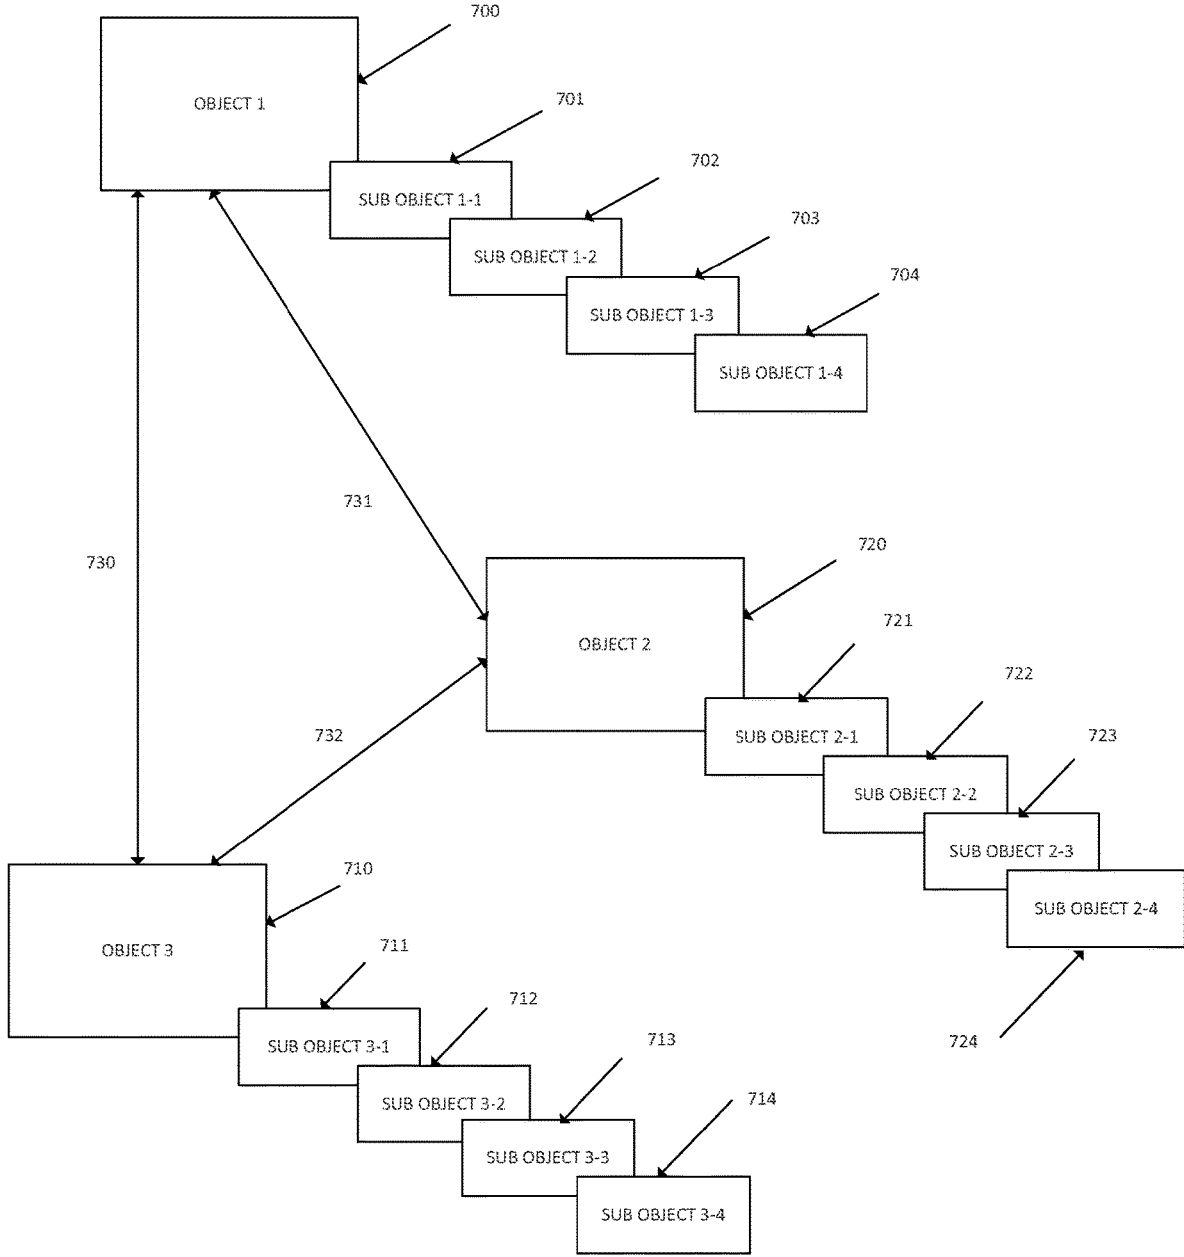 700
OBJECT 1
701
702
SUB OBJECT 1-1
703
SUB OBJECT 1-2
704
SUB OBJECT 1-3
SUB OBJECT 1-4
731
730
720
721
OBJECT 2
722
732
SUB OBJECT 2-1
723
SUB OBJECT 2-2
SUB OBJECT 2-3
710
SUB OBJECT 2-4
711
OBJECT 3
712
724
713
SUB OBJECT 3-1
714
SUB OBJECT 3-2
SUB OBJECT 3-3
SUB OBJECT 3-4